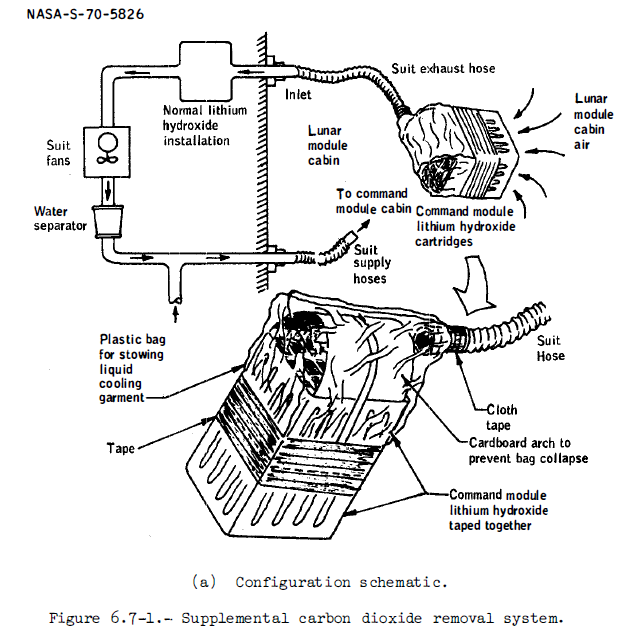 NASA-S-70-5826
Suit exhaust hose
Inlet
Normal lithium
hydroxide
installation
Lunar
module
cabin
Lunar
module
cabin
air
Suit
fans
Water
separator
To command
module cabin
Command module
lithium hydroxide
cartridges
Suit
supply
hoses
Plastic bag
for stowing
liquid
cooling
garment
Suit
Hose
Cloth
tape
Tape
Cardboard arch to
prevent bag collapse
Command module
lithium hydroxide
taped together
(a) Configuration schematic.
Figure 6.7-1.- Supplemental carbon dioxide removal system.